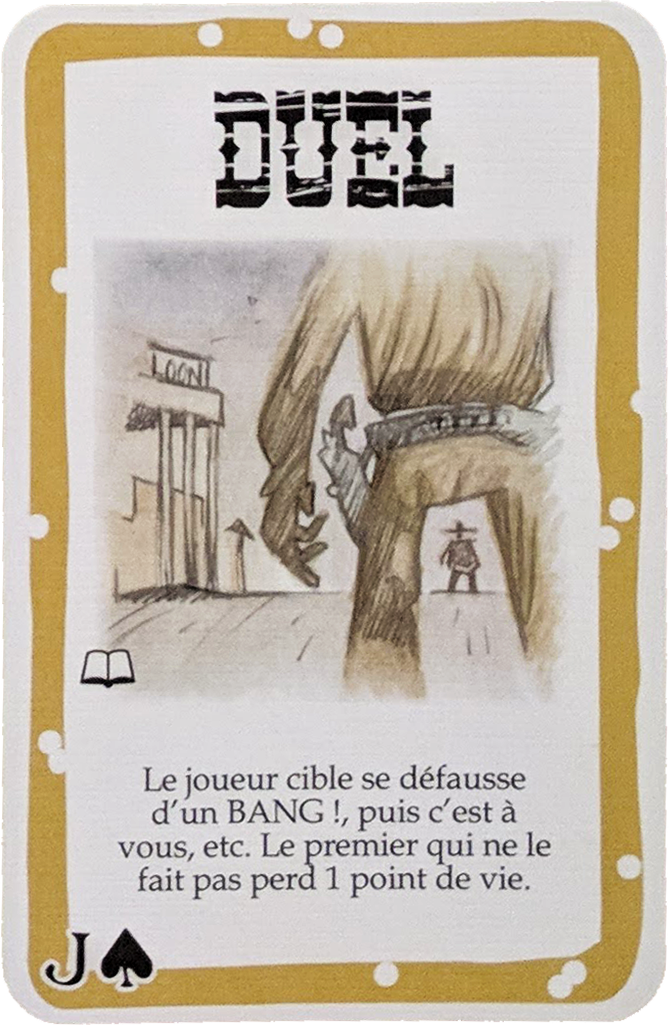 DUEL
LOON
Le joueur cible se défausse
d'un BANG !, puis c'est à
vous, etc. Le premier qui ne le
fait pas perd 1 point de vie.
J♠